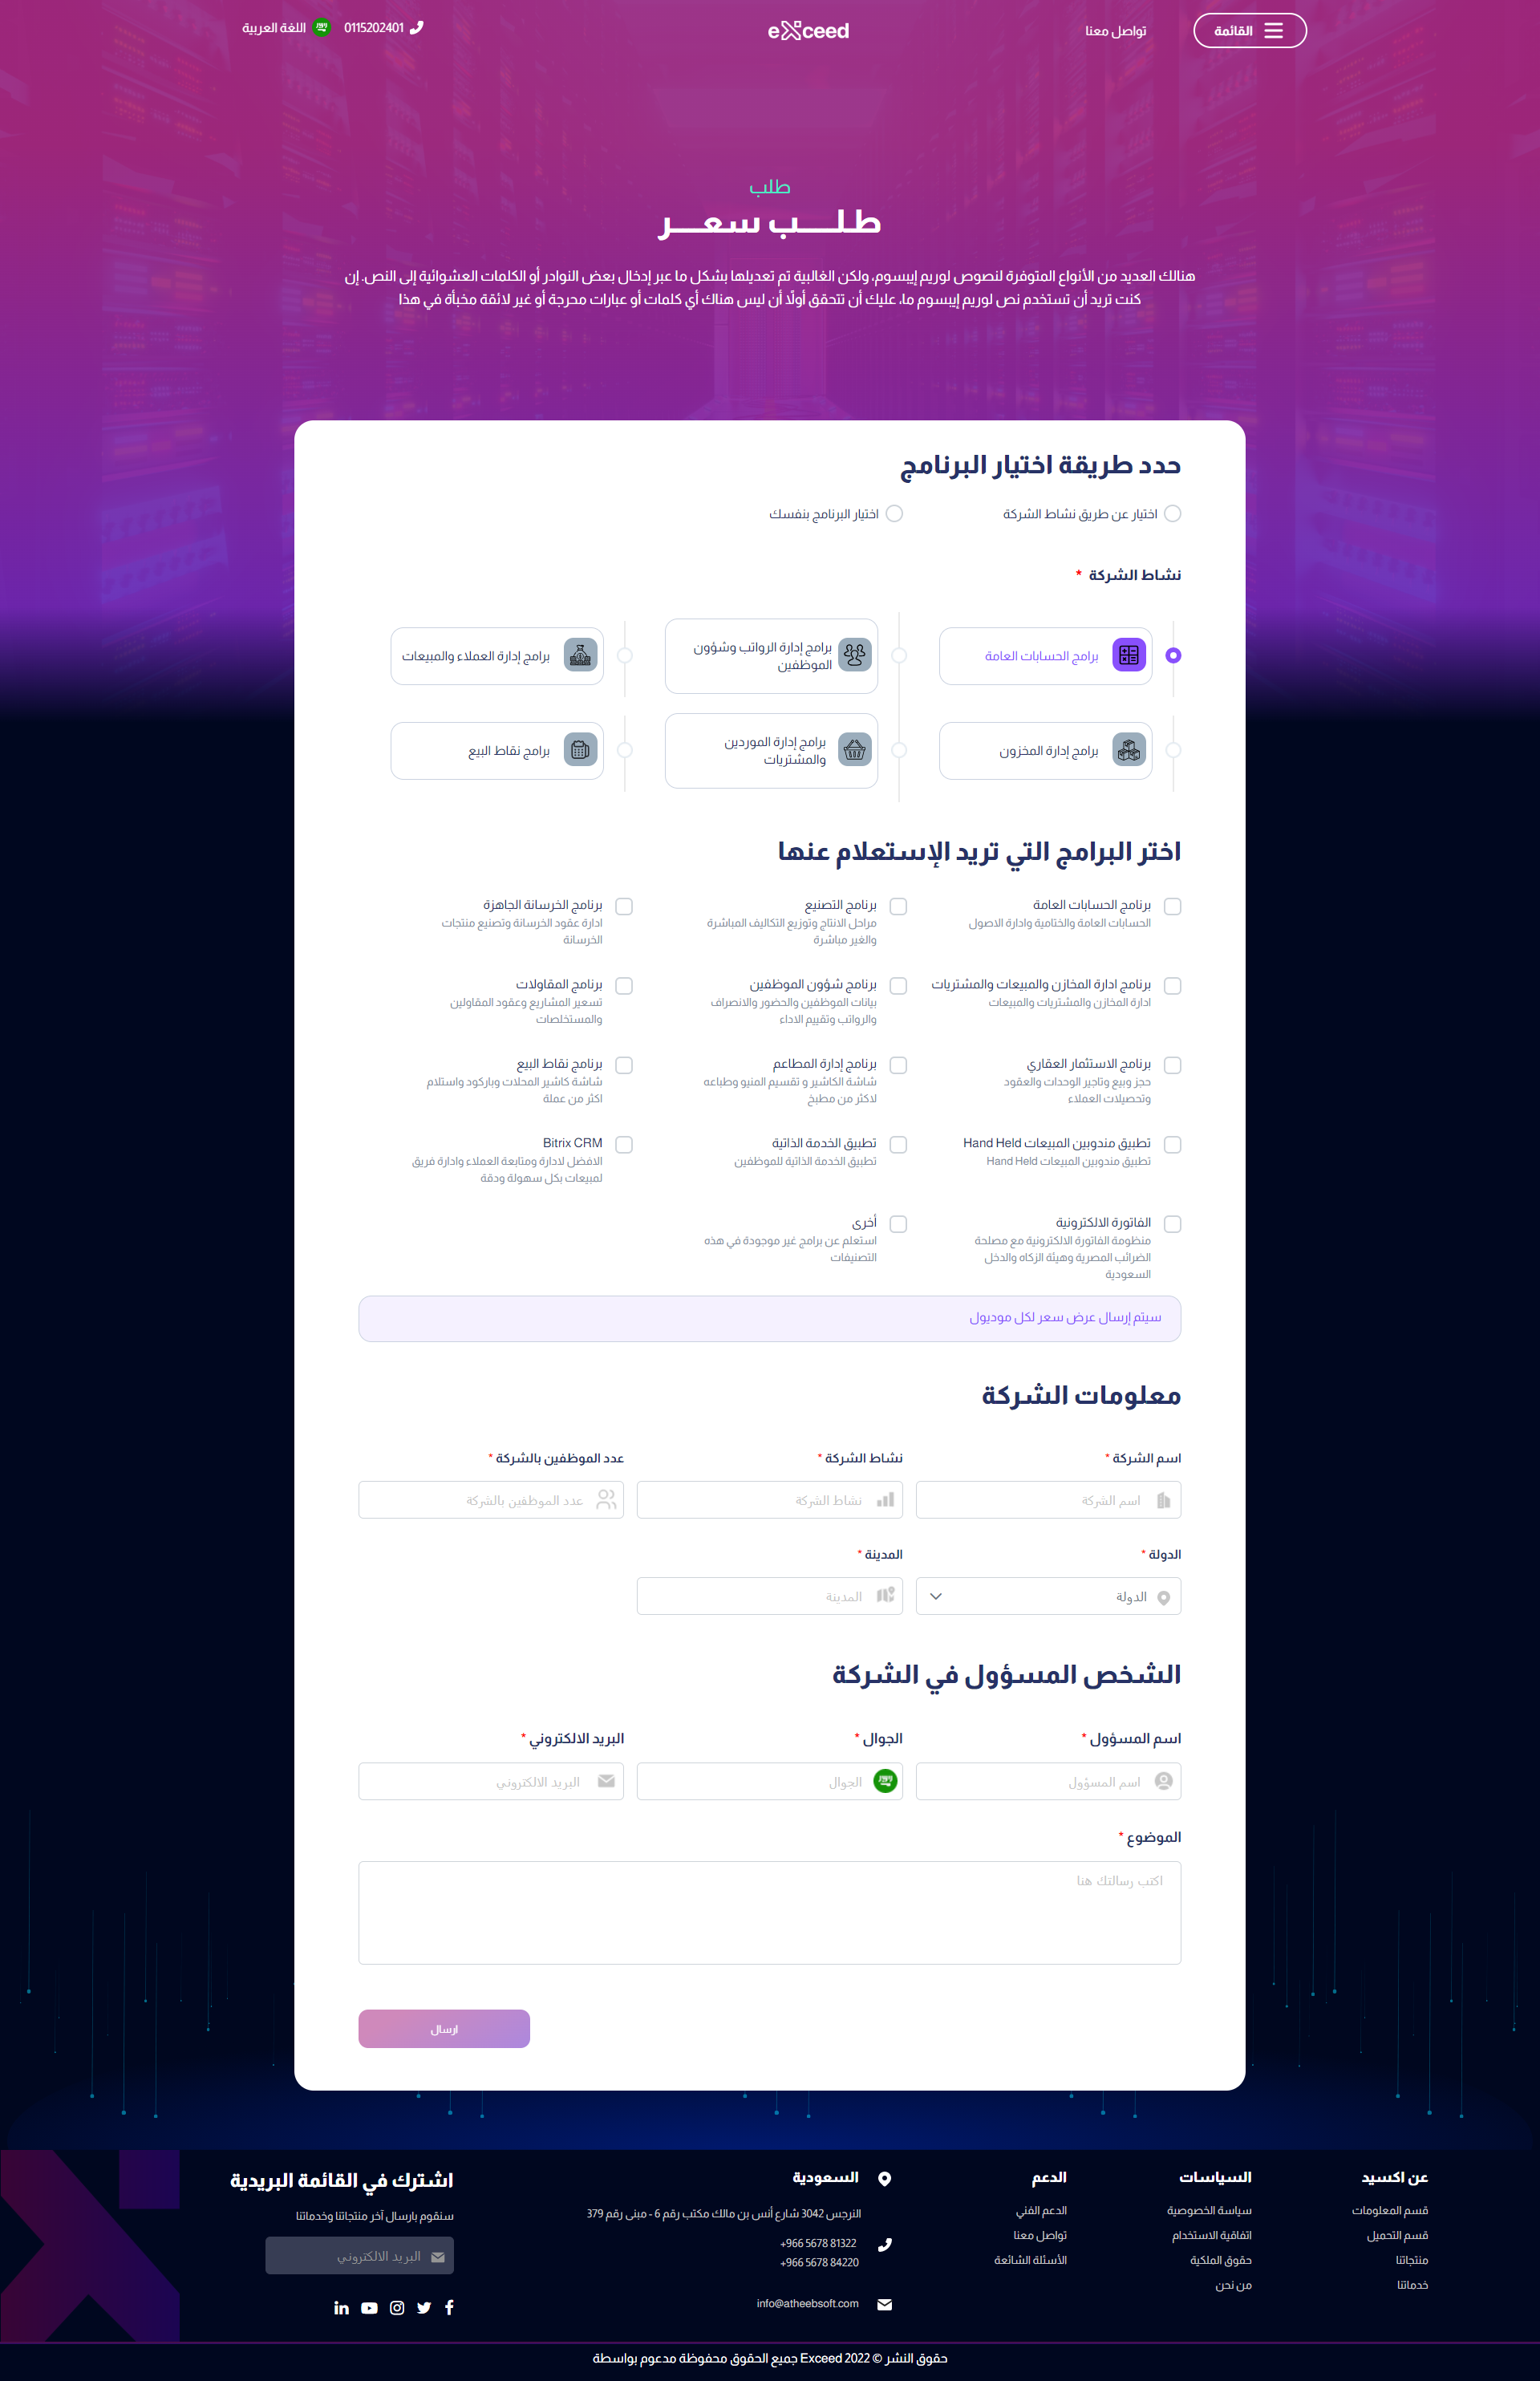 القائمة
تواصل معنا
exceed
0115202401
اللغة العربية
طلب
طلـــــب سعـــــر
هنالك العديد من الأنواع المتوفرة لنصوص لوريم إيبسوم، ولكن الغالبية تم تعديلها بشكل ما عبر إدخال بعض النوادر أو الكلمات العشوائية إلى النص. إن
كنت تريد أن تستخدم نص لوريم إيبسوم ما، عليك أن تتحقق أولاً أن ليس هناك أي كلمات أو عبارات محرجة أو غير لائقة مخبأة في هذا
حدد طريقة اختيار البرنامج
اختيار عن طريق نشاط الشركة
اختيار البرنامج بنفسك
نشاط الشركة *
برامج الحسابات العامة
برامج إدارة الرواتب وشؤون
الموظفين
برامج إدارة العملاء والمبيعات
برامج إدارة المخزون
برامج إدارة الموردين
والمشتريات
برامج نقاط البيع
اختر البرامج التي تريد الإستعلام عنها
برنامج الحسابات العامة
الحسابات العامة والختامية وادارة الاصول
برنامج التصنيع
مراحل الانتاج وتوزيع التكاليف المباشرة
والغير مباشرة
برنامج الخرسانة الجاهزة
ادارة عقود الخرسانة وتصنيع منتجات
الخرسانة
برنامج ادارة المخازن والمبيعات والمشتريات
ادارة المخازن والمشتريات والمبيعات
برنامج شؤون الموظفين
بيانات الموظفين والحضور والانصراف
والرواتب وتقييم الاداء
برنامج المقاولات
تسعير المشاريع وعقود المقاولين
والمستخلصات
برنامج الاستثمار العقاري
حجز وبيع وتاجير الوحدات والعقود
وتحصيلات العملاء
برنامج إدارة المطاعم
شاشة الكاشير و تقسيم المنيو وطباعه
لاكثر من مطبخ
برنامج نقاط البيع
شاشة كاشير المحلات وباركود واستلام
اكثر من عملة
تطبيق مندوبين المبيعات Hand Held
تطبيق مندوبين المبيعات Hand Held
تطبيق الخدمة الذاتية
تطبيق الخدمة الذاتية للموظفين
Bitrix CRM
الافضل لادارة ومتابعة العملاء وادارة فريق
لمبيعات بكل سهولة ودقة
الفاتورة الالكترونية
منظومة الفاتورة الالكترونية مع مصلحة
الضرائب المصرية وهيئة الزكاه والدخل
السعودية
أخرى
استعلم عن برامج غير موجودة في هذه
التصنيفات
سيتم إرسال عرض سعر لكل موديول
معلومات الشركة
اسم الشركة *
نشاط الشركة *
عدد الموظفين بالشركة *
اسم الشركة
نشاط الشركة
عدد الموظفين بالشركة
الدولة *
المدينة *
الدولة
المدينة
الشخص المسؤول في الشركة
اسم المسؤول *
الجوال *
البريد الالكتروني *
اسم المسؤول
الجوال
البريد الالكتروني
الموضوع *
اكتب رسالتك هنا
ارسال
عن اكسيد
قسم المعلومات
قسم التحميل
منتجاتنا
خدماتنا
السياسات
سياسة الخصوصية
اتفاقية الاستخدام
حقوق الملكية
من نحن
الدعم
الدعم الفني
تواصل معنا
الأسئلة الشائعة
السعودية
النرجس 3042 شارع أنس بن مالك مكتب رقم 6 - مبنى رقم 379
+966 5678 81322
+966 5678 84220
info@atheebsoft.com
اشترك في القائمة البريدية
سنقوم بارسال آخر منتجاتنا وخدماتنا
البريد الالكتروني
حقوق النشر © 2022 Exceed جميع الحقوق محفوظة مدعوم بواسطة